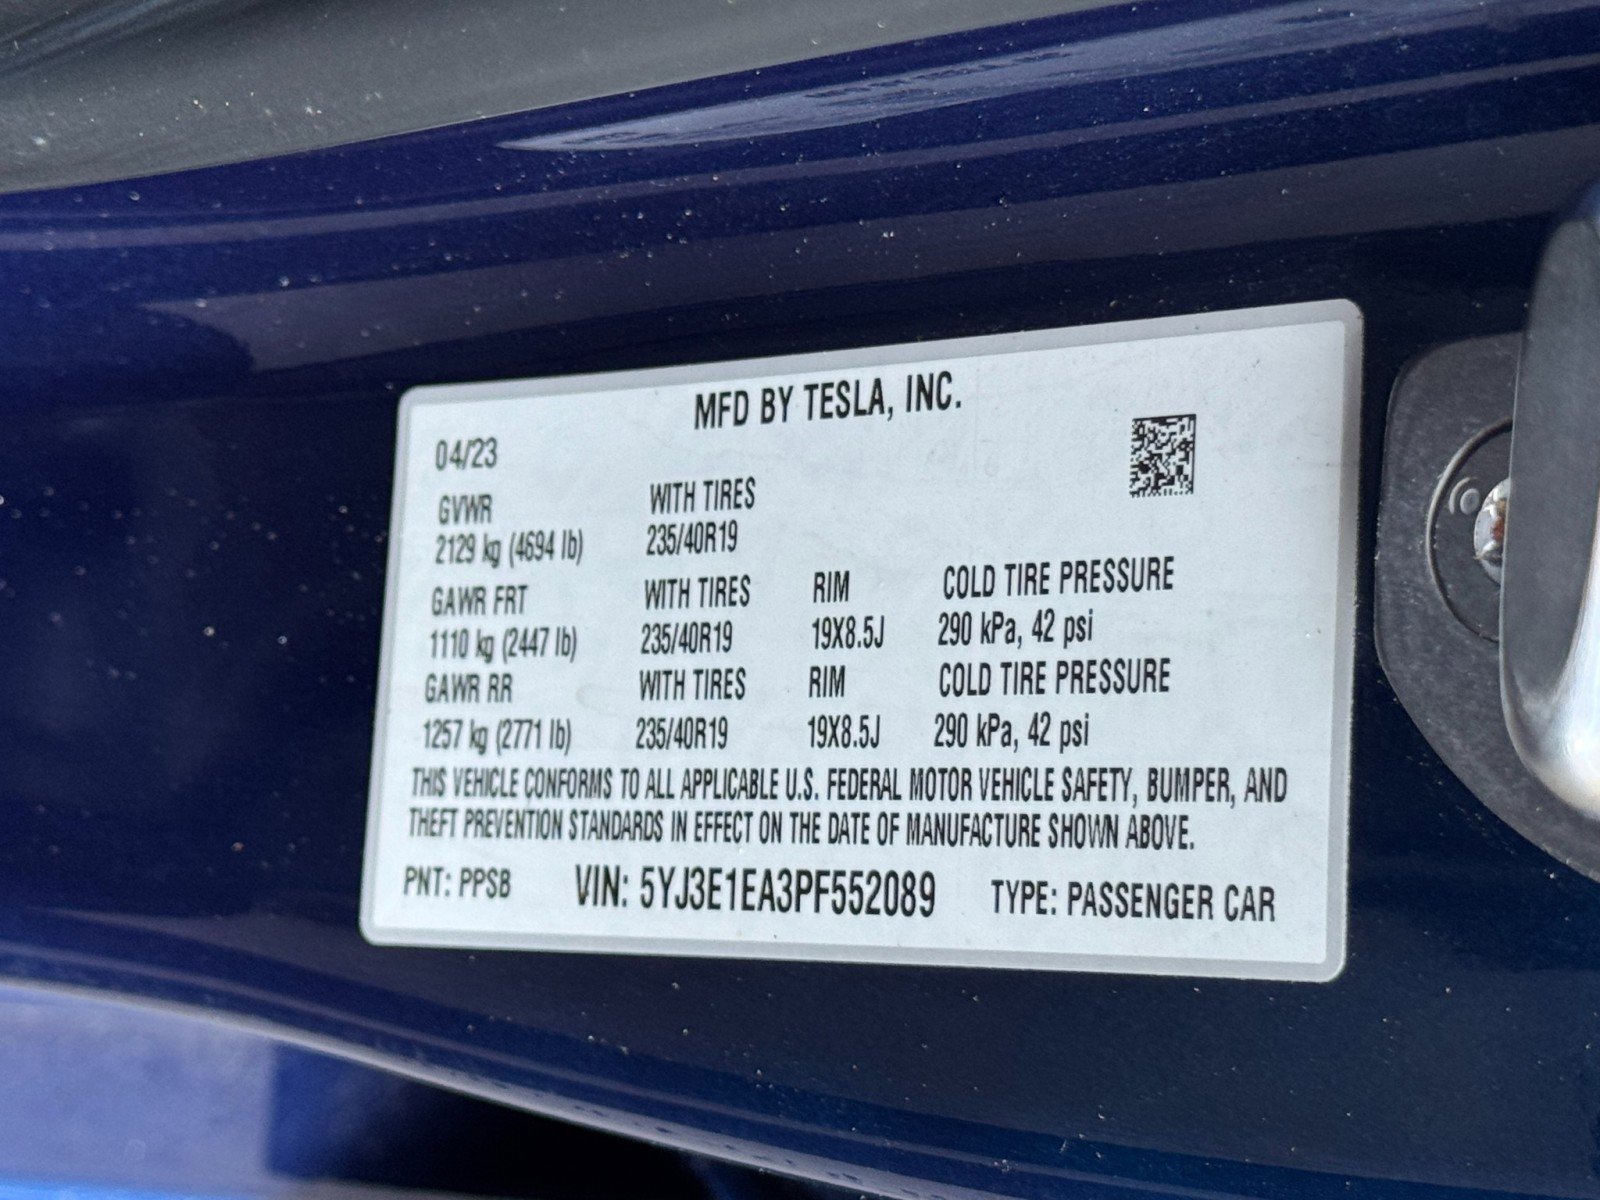 MFD BY TESLA, INC.
04/23
GVWR WITH TIRES
2129 kg (4694 lb) 235/40R19
GAWR FRT WITH TIRES RIM COLD TIRE PRESSURE
1110 kg (2447 lb) 235/40R19 19X8.5J 290 kPa, 42 psi
GAWR RR WITH TIRES RIM COLD TIRE PRESSURE
1257 kg (2771 lb) 235/40R19 19X8.5J 290 kPa, 42 psi
THIS VEHICLE CONFORMS TO ALL APPLICABLE U.S. FEDERAL MOTOR VEHICLE SAFETY, BUMPER, AND
THEFT PREVENTION STANDARDS IN EFFECT ON THE DATE OF MANUFACTURE SHOWN ABOVE.
PNT: PPSB VIN: 5YJ3E1EA3PF552089 TYPE: PASSENGER CAR